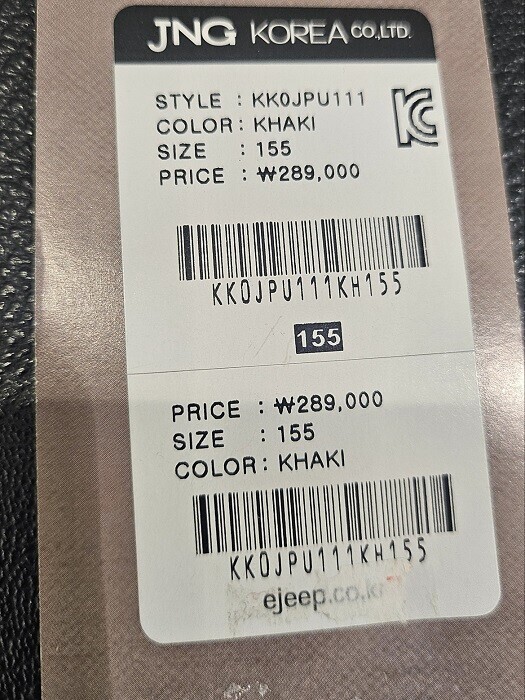 JNG KOREA CO.,LTD.
STYLE : KK0JPU111
COLOR : KHAKI
SIZE : 155
PRICE : ₩289,000
KK0JPU111KH155
155
PRICE : ₩289,000
SIZE : 155
COLOR : KHAKI
KK0JPU111KH155
ejeep.co.kr